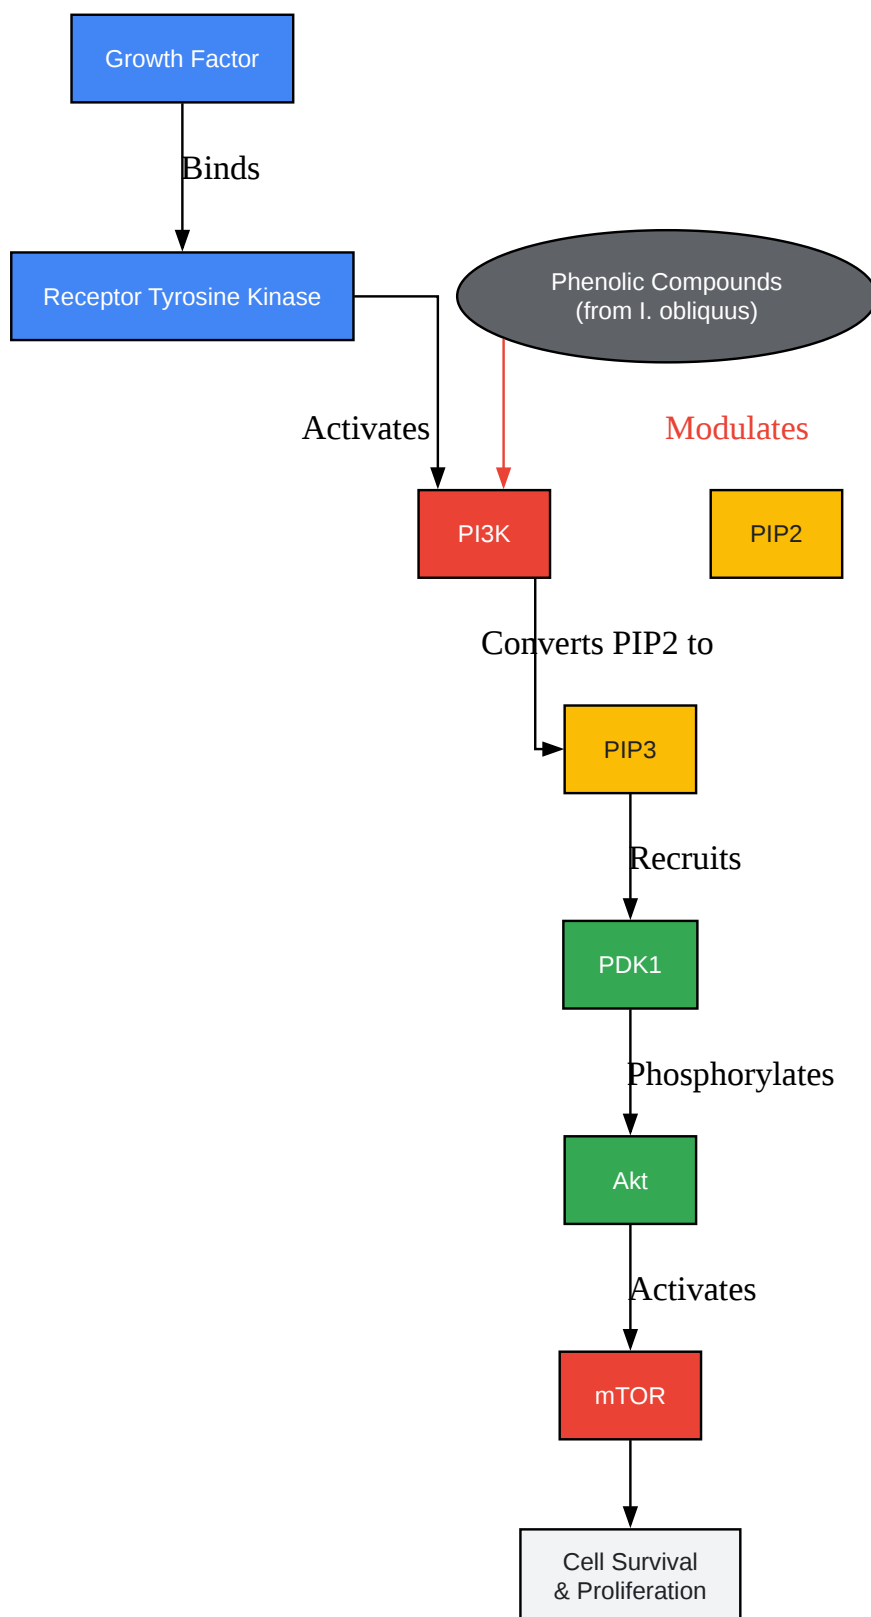 Growth Factor
Binds
Receptor Tyrosine Kinase
Phenolic Compounds
(from I. obliquus)
Activates
Modulates
PI3K
PIP2
Converts PIP2 to
PIP3
Recruits
PDK1
Phosphorylates
Akt
Activates
mTOR
Cell Survival
& Proliferation